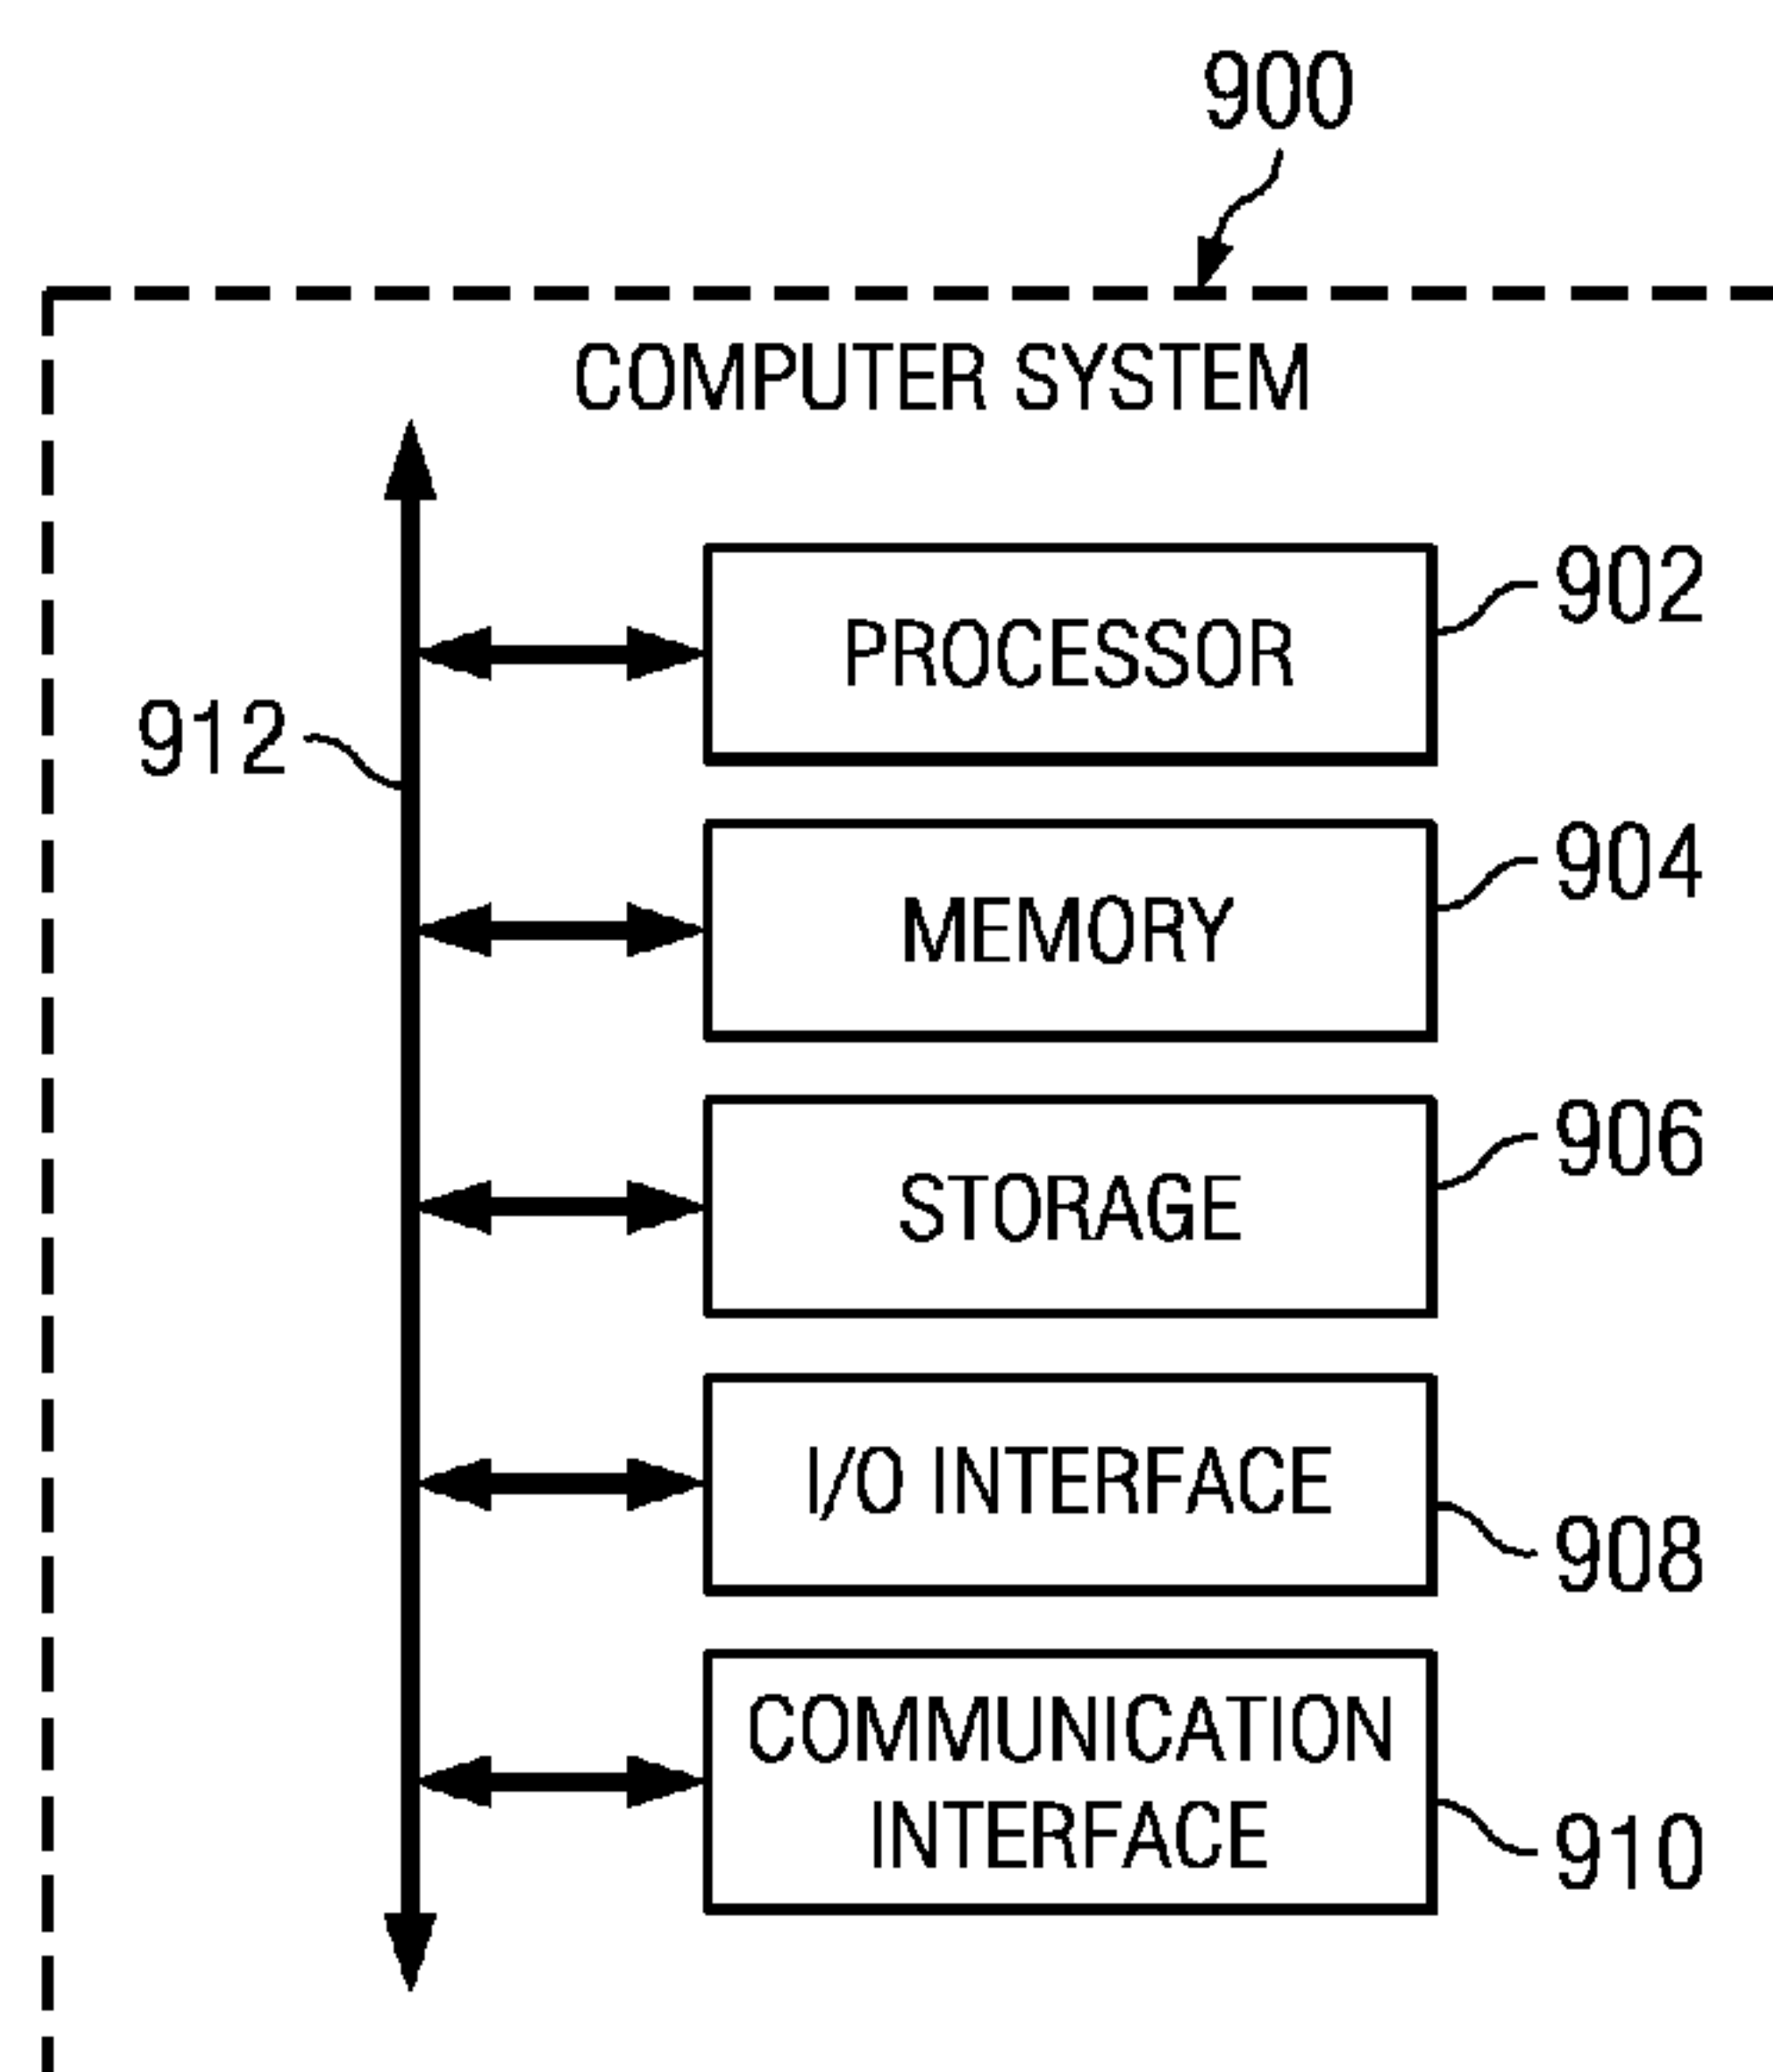 900
COMPUTER SYSTEM
PROCESSOR
902
912
MEMORY
904
STORAGE
906
I/O INTERFACE
908
COMMUNICATION
INTERFACE
910